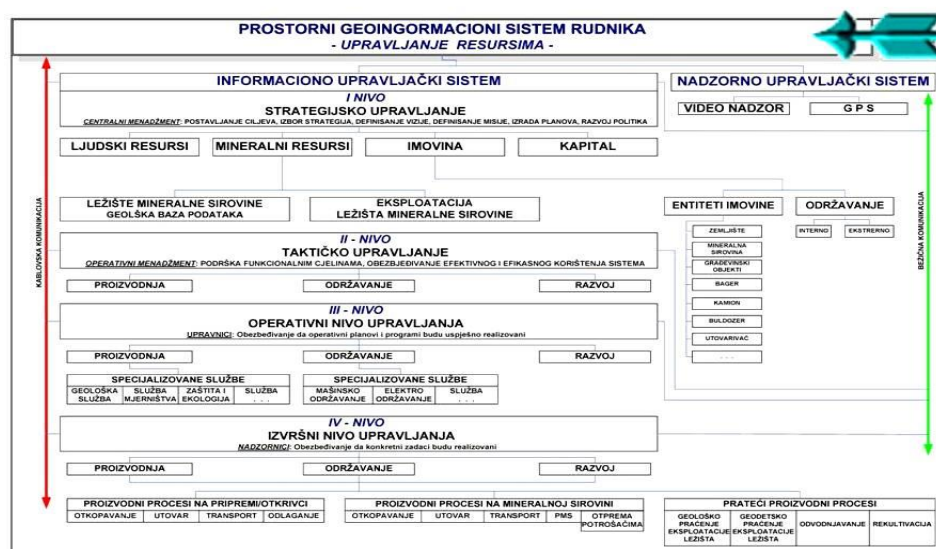 PROSTORNI GEOINGORMACIONI SISTEM RUDNIKA
- UPRAVLJANJE RESURSIMA -
INFORMACIONO UPRAVLJAČKI SISTEM
NADZORNO UPRAVLJAČKI SISTEM
I NIVO
STRATEGIJSKO UPRAVLJANJE
CENTRALNI MENADŽMENT: POSTAVLJANJE CILJEVA, IZBOR STRATEGIJA, DEFINISANJE VIZIJE, DEFINISANJE MISIJE, IZRADA PLANOVA, RAZVOJ POLITIKA
VIDEO NADZOR
G P S
LJUDSKI RESURSI
MINERALNI RESURSI
IMOVINA
KAPITAL
LEŽIŠTE MINERALNE SIROVINE
GEOLŠKA BAZA PODATAKA
EKSPLOATACIJA
LEŽIŠTA MINERALNE SIROVINE
ENTITETI IMOVINE
ODRŽAVANJE
ZEMLJIŠTE
MINERALNA
SIROVINA
GRAĐEVINSKI
OBJEKTI
BAGER
KAMION
BULDOZER
UTOVARIVAČ
. . .
INTERNO
EKSTRERNO
KABLOVSKA KOMUNIKACIJA
BEŽIČNA KOMUNIKACIJA
II - NIVO
TAKTIČKO UPRAVLJANJE
OPERATIVNI MENADŽMENT: PODRŠKA FUNKCIONALNIM CJELINAMA, OBEZBJEĐIVANJE EFEKTIVNOG I EFIKASNOG KORIŠTENJA SISTEMA
PROIZVODNJA
ODRŽAVANJE
RAZVOJ
III - NIVO
OPERATIVNI NIVO UPRAVLJANJA
UPRAVNICI: Obezbeđivanje da operativni planovi i programi budu uspješno realizovani
PROIZVODNJA
ODRŽAVANJE
RAZVOJ
SPECIJALIZOVANE SLUŽBE
GEOLOŠKA
SLUŽBA
SLUŽBA
MJERNIŠTVA
ZAŠTITA I
EKOLOGIJA
SLUŽBA
. . .
SPECIJALIZOVANE SLUŽBE
MAŠINSKO
ODRŽAVANJE
ELEKTRO
ODRŽAVANJE
SLUŽBA
. . .
IV - NIVO
IZVRŠNI NIVO UPRAVLJANJA
NADZORNICI: Obezbeđivanje da konkretni zadaci budu realizovani
PROIZVODNJA
ODRŽAVANJE
RAZVOJ
PROIZVODNI PROCESI NA PRIPREMI/OTKRIVCI
OTKOPAVANJE
UTOVAR
TRANSPORT
ODLAGANJE
PROIZVODNI PROCESI NA MINERALNOJ SIROVINI
OTKOPAVANJE
UTOVAR
TRANSPORT
PMS
OTPREMA
POTROŠAČIMA
PRATEĆI PROIZVODNI PROCESI
GEOLOŠKO
PRAĆENJE
EKSPLOATACIJE
LEŽIŠTA
GEODETSKO
PRAĆENJE
EKSPLOATACIJE
LEŽIŠTA
ODVODNJAVANJE
REKULTIVACIJA